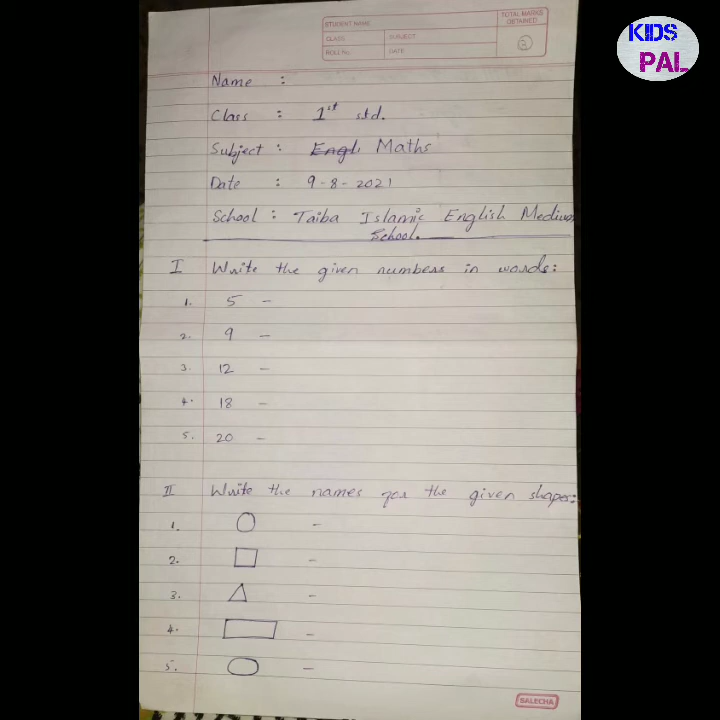 KIDS
PAL
STUDENT NAME
TOTAL MARKS
OBTAINED
CLASS
SUBJECT
ROLL No.
DATE
3
Name :
Class : 1st std.
Subject : Engl Maths
Date : 9-8-2021
School : Taiba Islamic English Medium
School.
I Write the given numbers in words:
1. 5 -
2. 9 -
3. 12 -
4. 18 -
5. 20 -
II Write the names for the given shapes:
1. -
2. -
3. -
4. -
5. -
SALECHA